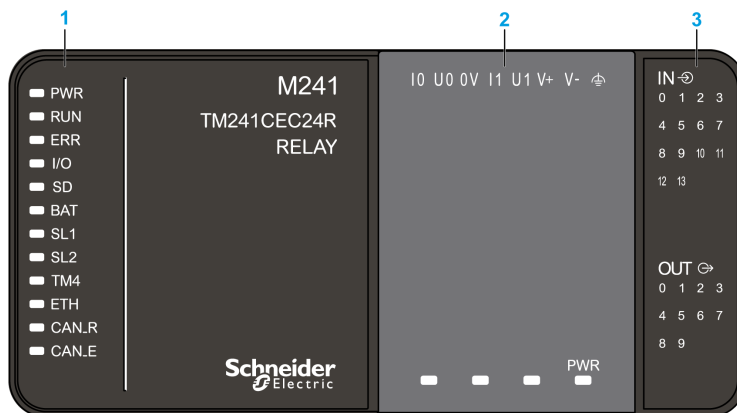 1
2
3
PWR
RUN
ERR
I/O
SD
BAT
SL1
SL2
TM4
ETH
CAN_R
CAN_E
M241
TM241CEC24R
RELAY
Schneider
Electric
I0 U0 0V I1 U1 V+ V-
PWR
IN
0 1 2 3
4 5 6 7
8 9 10 11
12 13
OUT
0 1 2 3
4 5 6 7
8 9